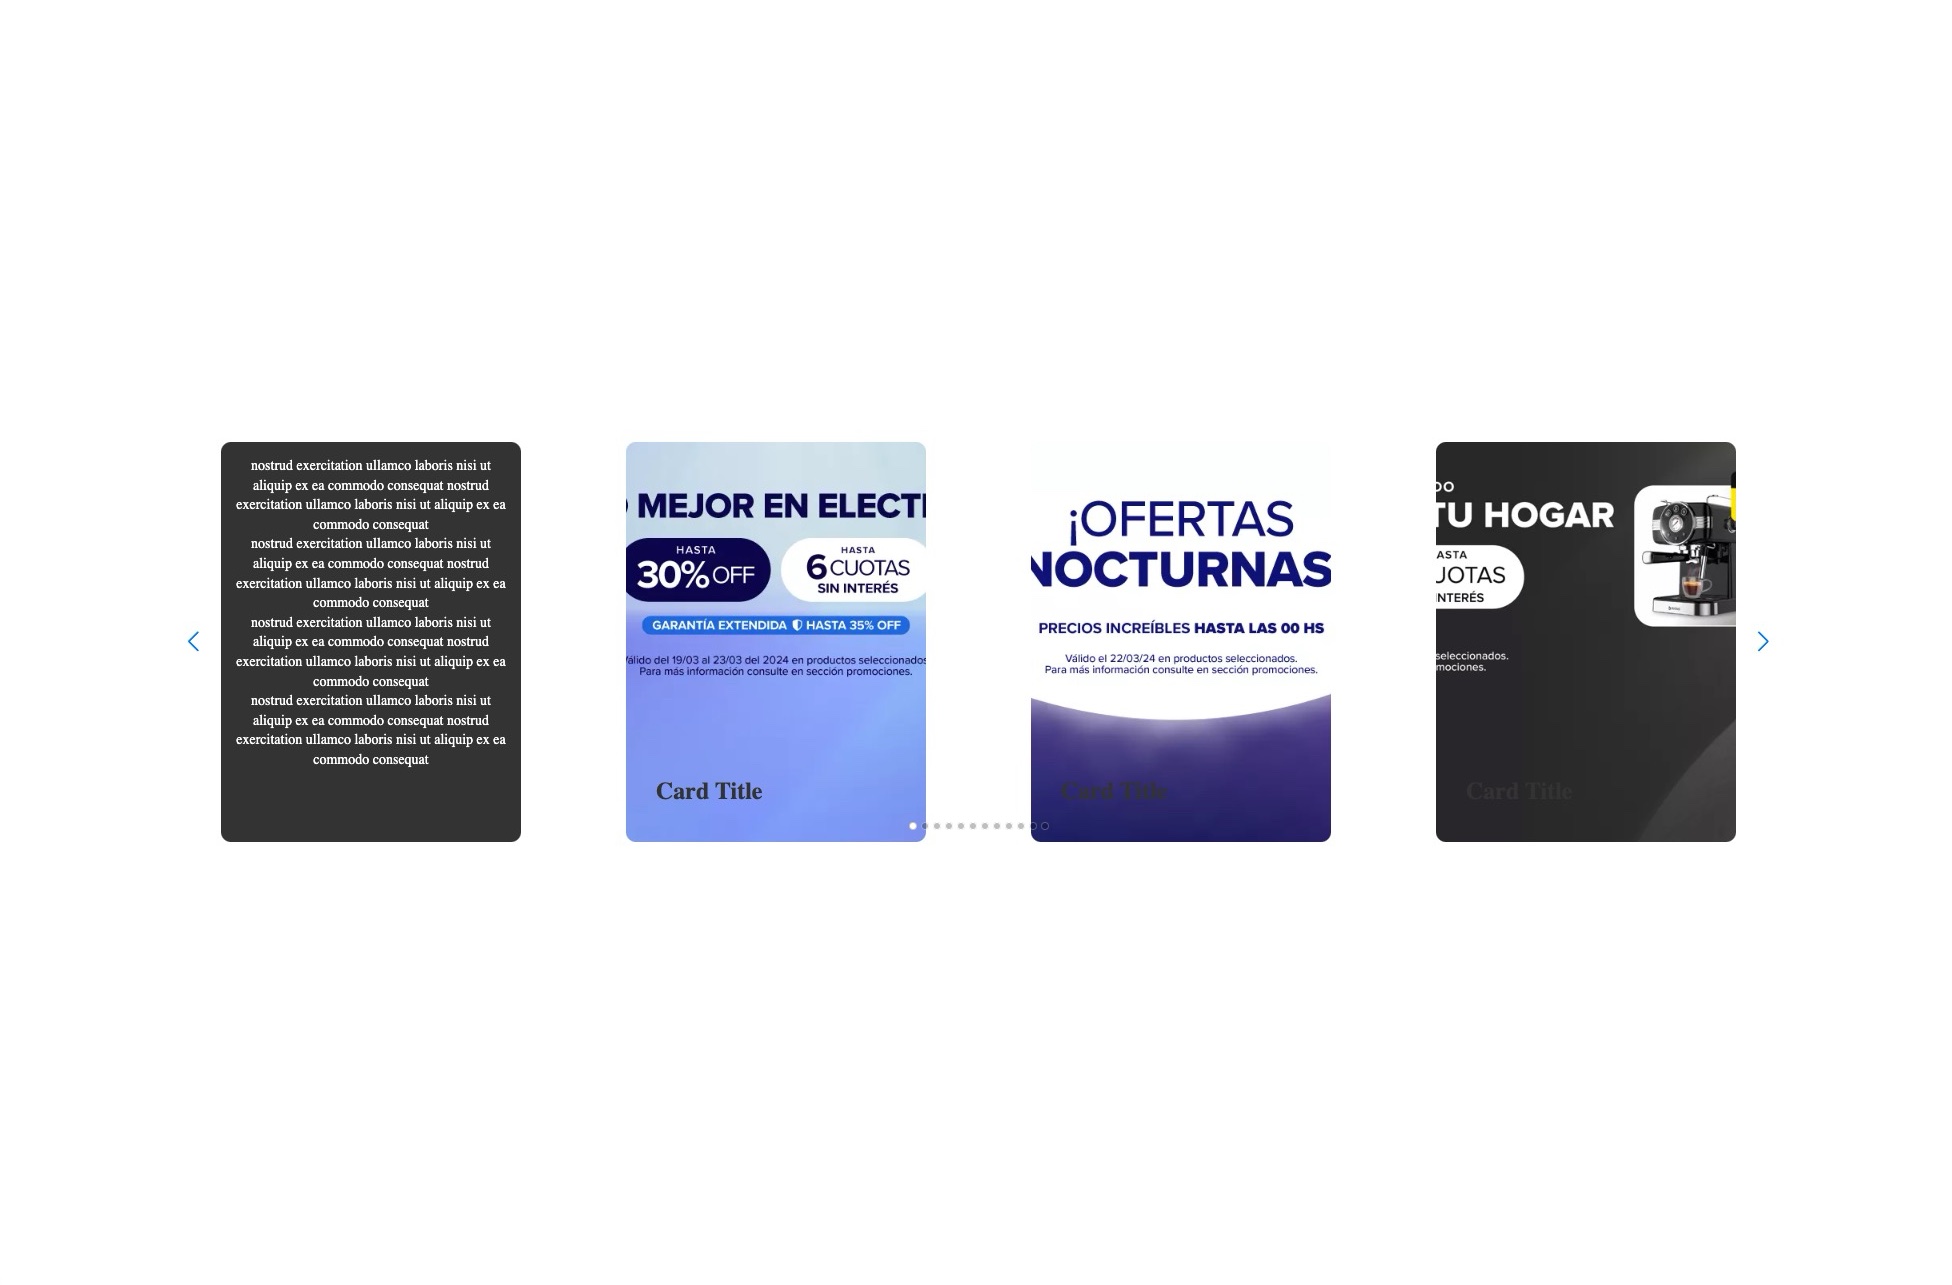 nostrud exercitation ullamco laboris nisi ut
aliquip ex ea commodo consequat nostrud
exercitation ullamco laboris nisi ut aliquip ex ea
commodo consequat
nostrud exercitation ullamco laboris nisi ut
aliquip ex ea commodo consequat nostrud
exercitation ullamco laboris nisi ut aliquip ex ea
commodo consequat
nostrud exercitation ullamco laboris nisi ut
aliquip ex ea commodo consequat nostrud
exercitation ullamco laboris nisi ut aliquip ex ea
commodo consequat
nostrud exercitation ullamco laboris nisi ut
aliquip ex ea commodo consequat nostrud
exercitation ullamco laboris nisi ut aliquip ex ea
commodo consequat
MEJOR EN ELECT
HASTA
30% OFF
HASTA
6 CUOTAS
SIN INTERÉS
GARANTÍA EXTENDIDA HASTA 35% OFF
álido del 19/03 al 23/03 del 2024 en productos seleccionados
Para más información consulte en sección promociones.
Card Title
¡OFERTAS
NOCTURNAS
PRECIOS INCREÍBLES HASTA LAS 00 HS
Válido el 22/03/24 en productos seleccionados.
Para más información consulte en sección promociones.
Card Title
DO
TU HOGAR
ASTA
UOTAS
INTERÉS
seleccionados.
mociones.
Card Title